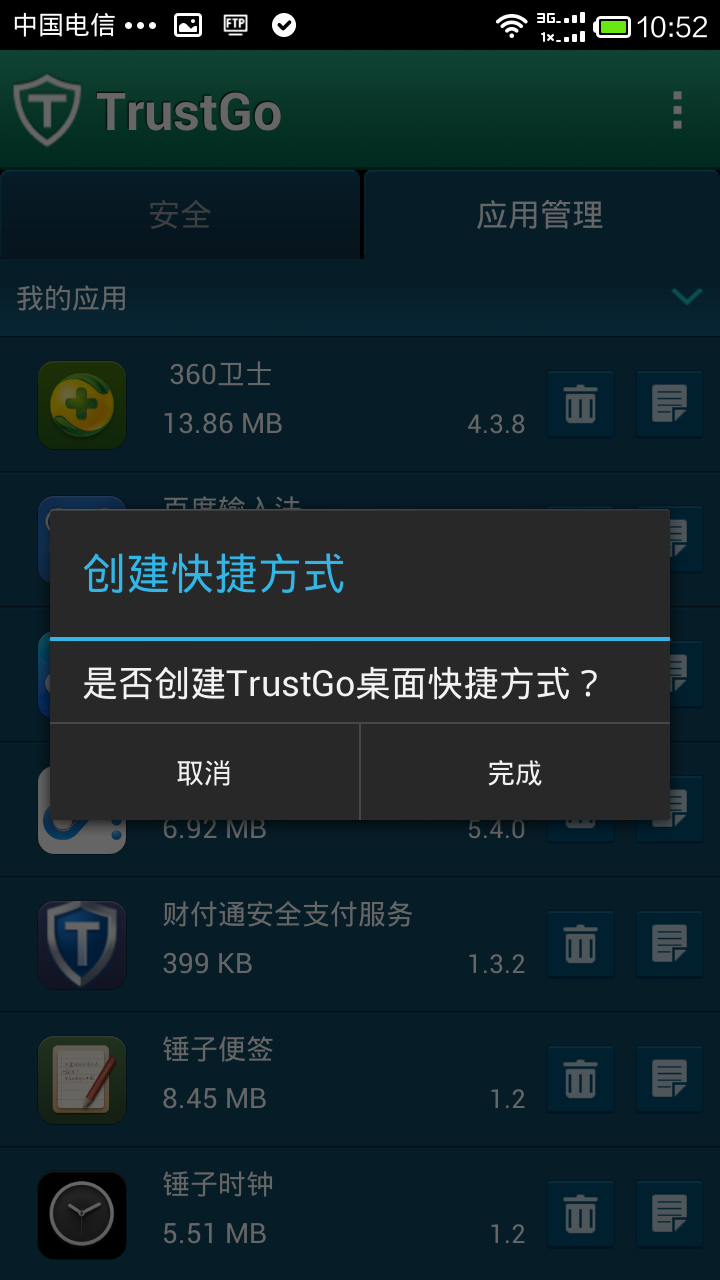 中国电信 ••• FTP 3G 1x 10:52
TrustGo
安全 应用管理
我的应用
360卫士
13.86 MB 4.3.8
百度输入法
创建快捷方式
是否创建TrustGo桌面快捷方式？
取消 完成
6.92 MB 5.4.0
财付通安全支付服务
399 KB 1.3.2
锤子便签
8.45 MB 1.2
锤子时钟
5.51 MB 1.2